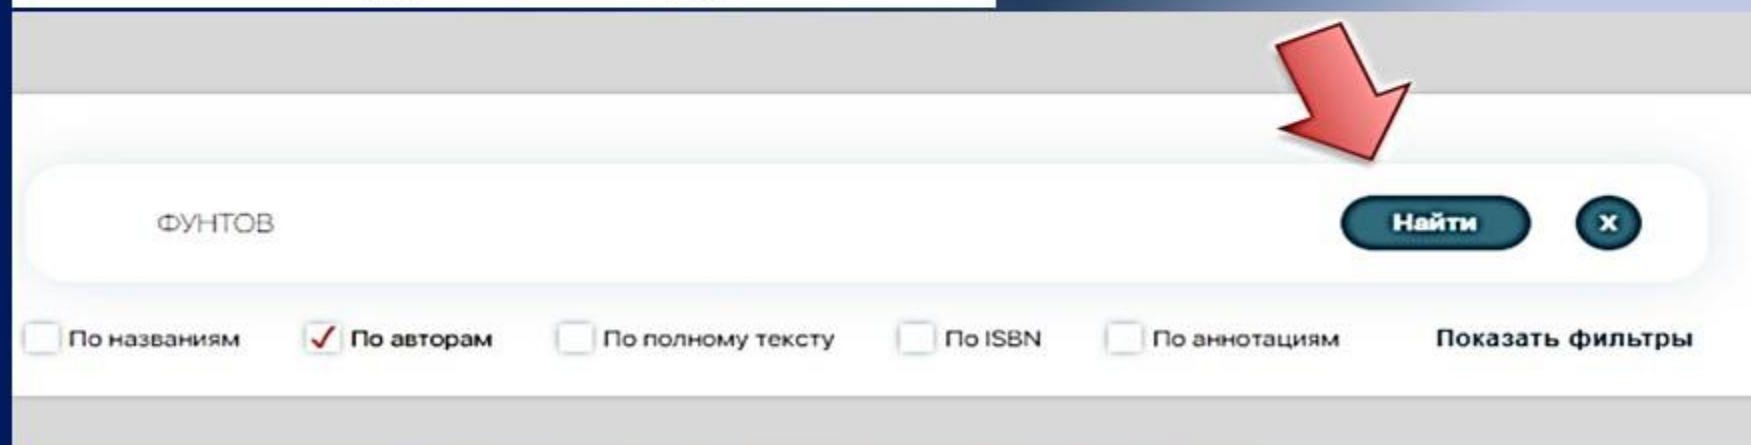 ФУНТОВ Найти X
По названиям По авторам По полному тексту По ISBN По аннотациям Показать фильтры